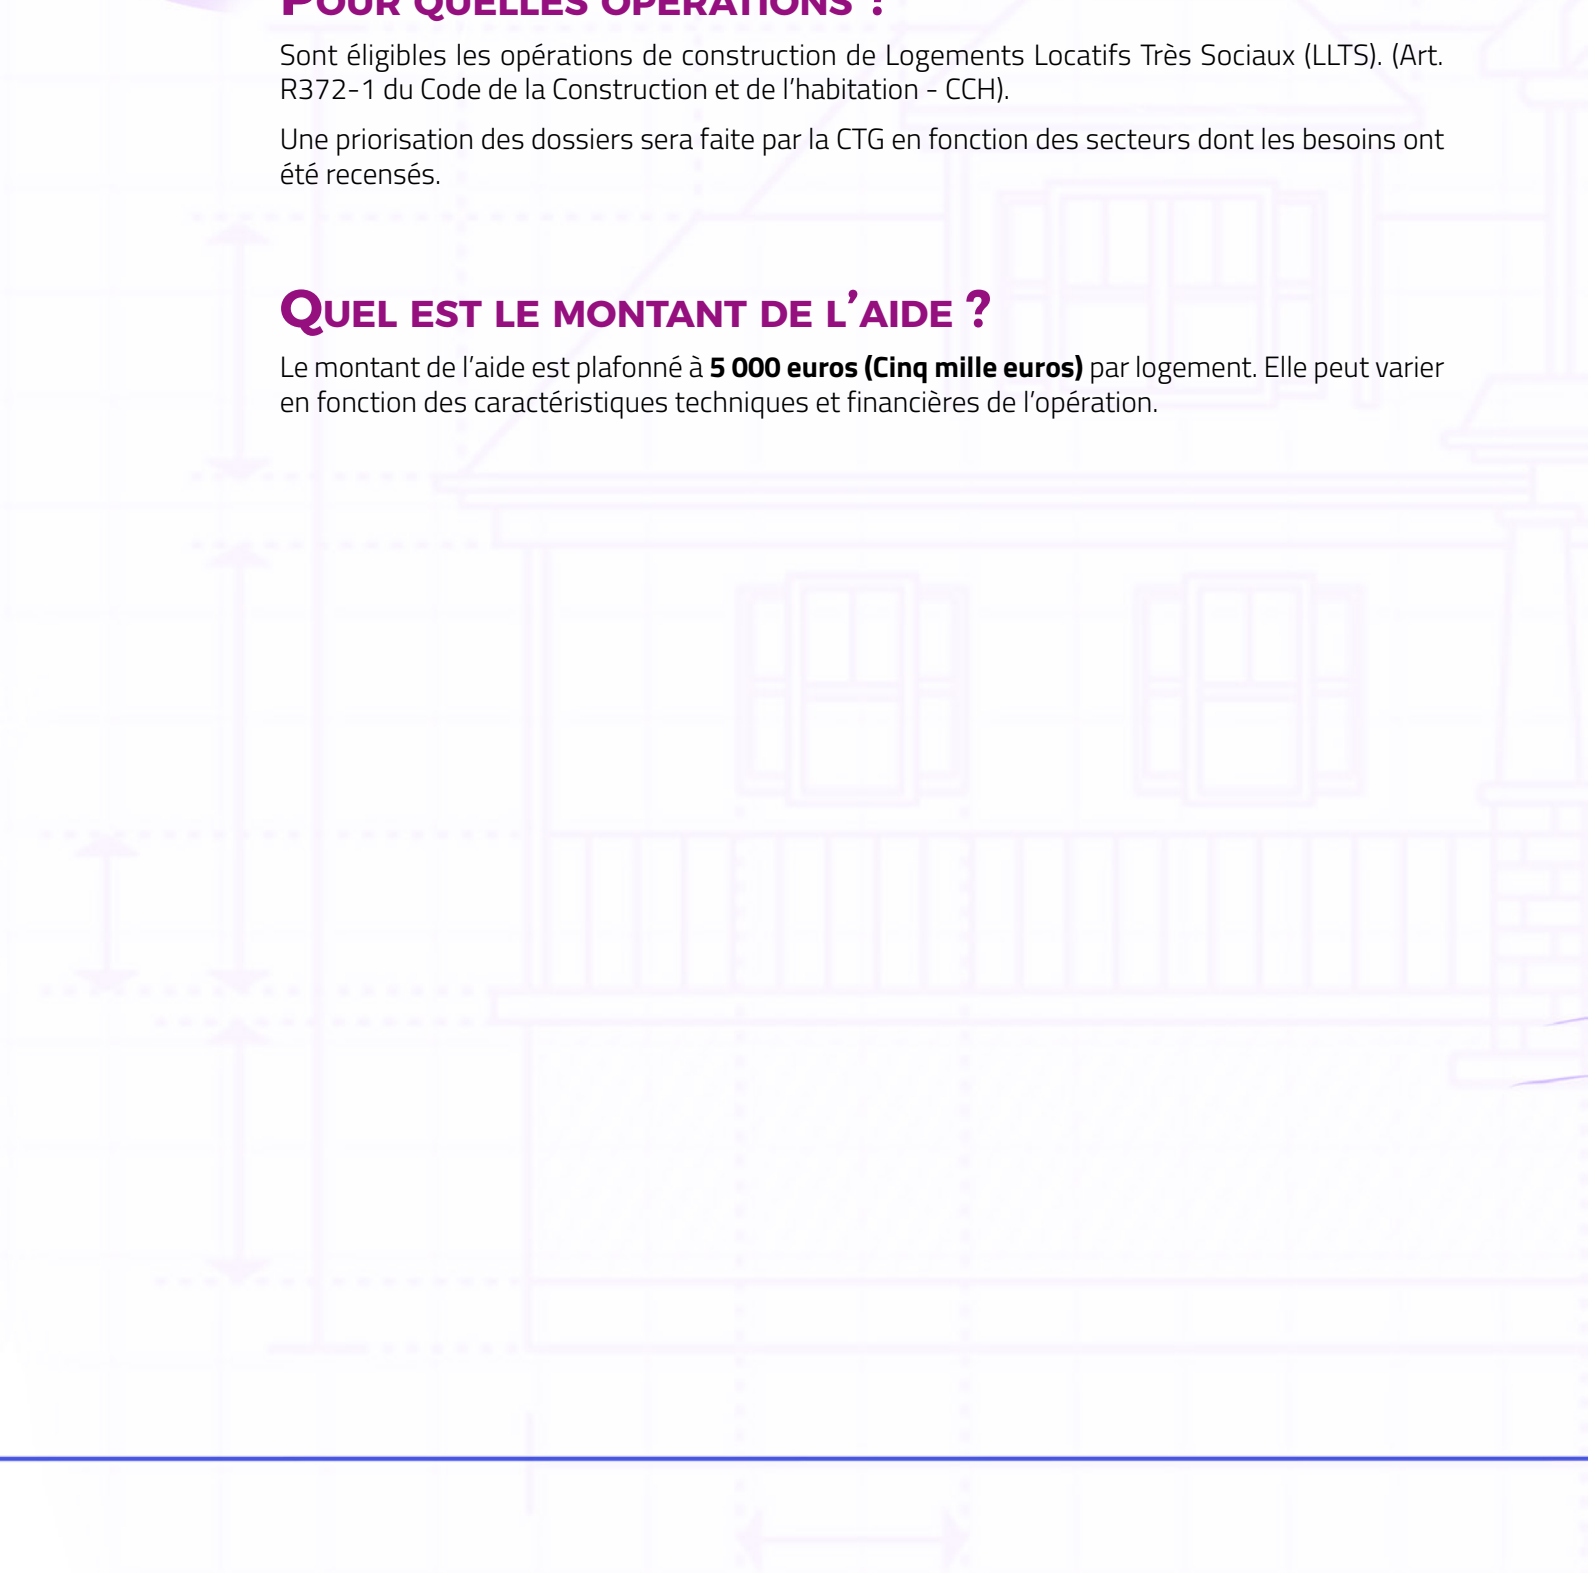 POUR QUELLES OPÉRATIONS ?
Sont éligibles les opérations de construction de Logements Locatifs Très Sociaux (LLTS). (Art.
R372-1 du Code de la Construction et de l’habitation - CCH).
Une priorisation des dossiers sera faite par la CTG en fonction des secteurs dont les besoins ont
été recensés.
QUEL EST LE MONTANT DE L’AIDE ?
Le montant de l’aide est plafonné à 5 000 euros (Cinq mille euros) par logement. Elle peut varier
en fonction des caractéristiques techniques et financières de l’opération.